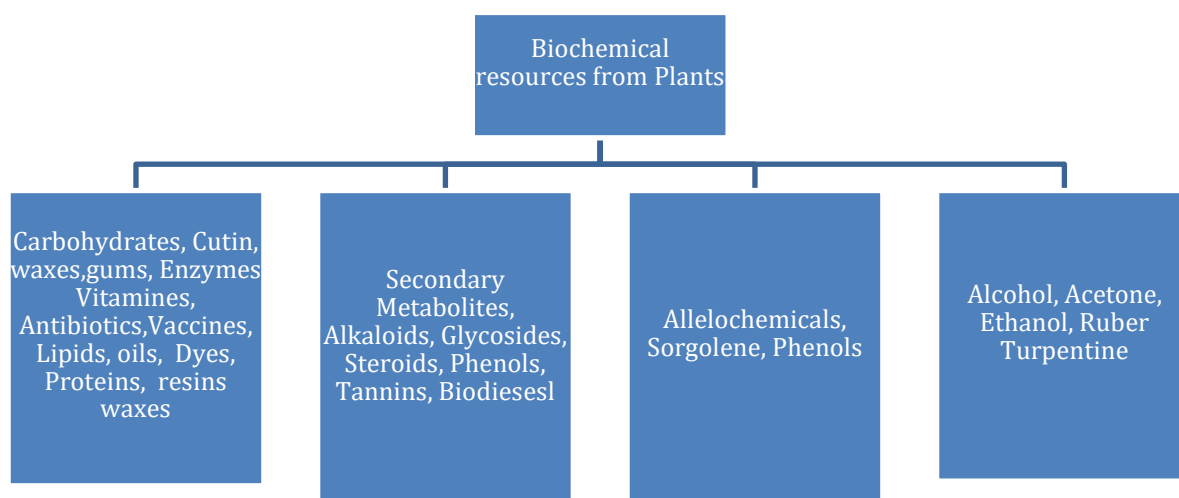 Biochemical
resources from Plants
Carbohydrates, Cutin,
waxes,gums, Enzymes
Vitamines,
Antibiotics,Vaccines,
Lipids, oils, Dyes,
Proteins, resins
waxes
Secondary
Metabolites,
Alkaloids, Glycosides,
Steroids, Phenols,
Tannins, Biodiesesl
Allelochemicals,
Sorgolene, Phenols
Alcohol, Acetone,
Ethanol, Ruber
Turpentine